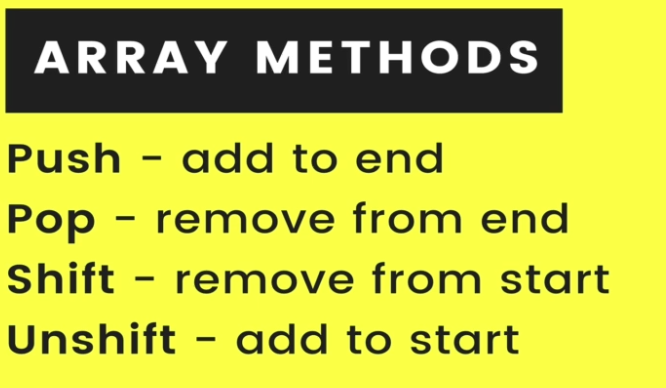 ARRAY METHODS
Push - add to end
Pop - remove from end
Shift - remove from start
Unshift - add to start